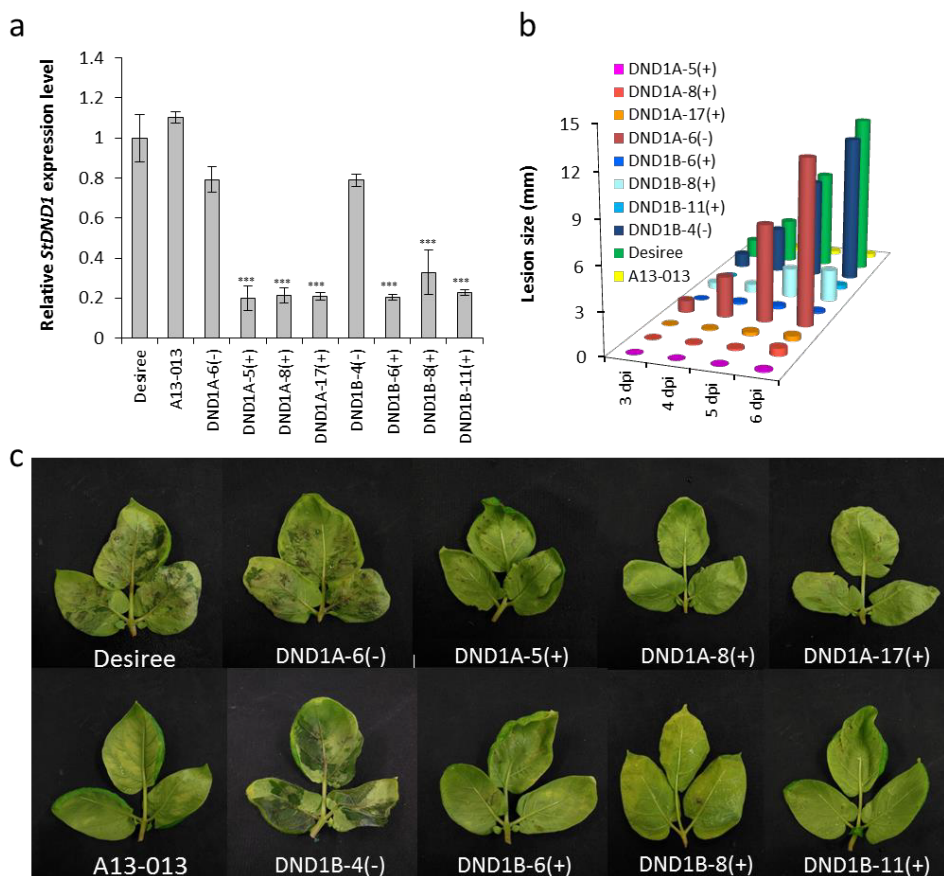 a
Relative StDND1 expression level
1.4
1.2
1
0.8
0.6
0.4
0.2
0
***
***
***
***
***
***
Desiree
A13-013
DND1A-6(-)
DND1A-5(+)
DND1A-8(+)
DND1A-17(+)
DND1B-4(-)
DND1B-6(+)
DND1B-8(+)
DND1B-11(+)
b
DND1A-5(+)
DND1A-8(+)
DND1A-17(+)
DND1A-6(-)
DND1B-6(+)
DND1B-8(+)
DND1B-11(+)
DND1B-4(-)
Desiree
A13-013
Lesion size (mm)
15
12
9
6
3
0
3 dpi
4 dpi
5 dpi
6 dpi
c
Desiree
DND1A-6(-)
DND1A-5(+)
DND1A-8(+)
DND1A-17(+)
A13-013
DND1B-4(-)
DND1B-6(+)
DND1B-8(+)
DND1B-11(+)